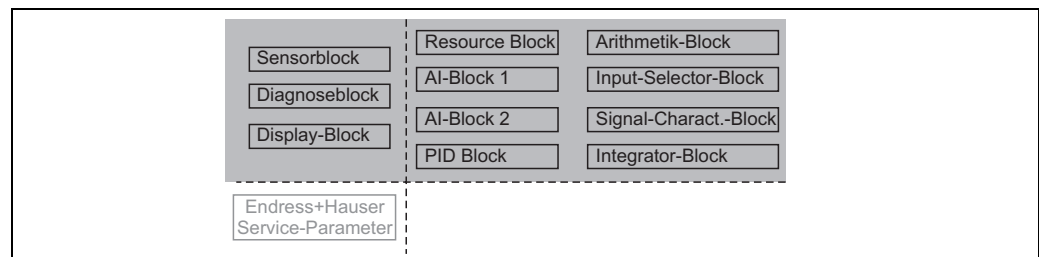 Sensorblock
Diagnoseblock
Display-Block
Resource Block
AI-Block 1
AI-Block 2
PID Block
Arithmetik-Block
Input-Selector-Block
Signal-Charact.-Block
Integrator-Block
Endress+Hauser
Service-Parameter